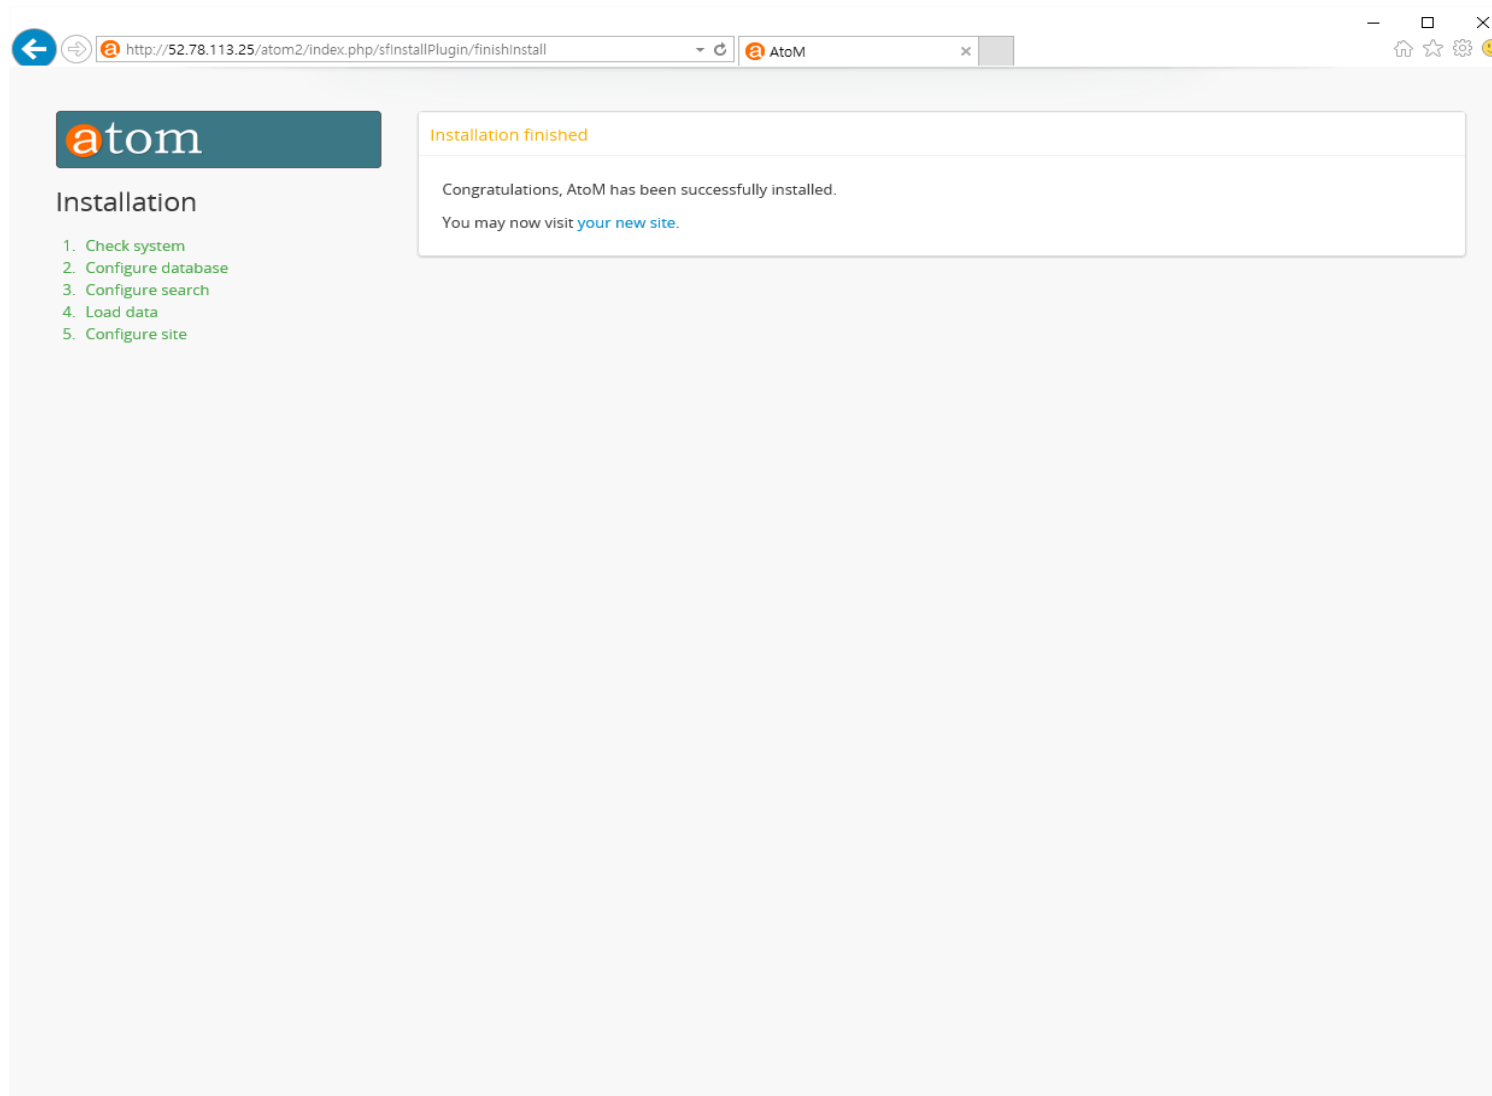 http://52.78.113.25/atom2/index.php/sfInstallPlugin/finishInstall
AtoM
atom
Installation
1. Check system
2. Configure database
3. Configure search
4. Load data
5. Configure site
Installation finished
Congratulations, AtoM has been successfully installed.
You may now visit your new site.